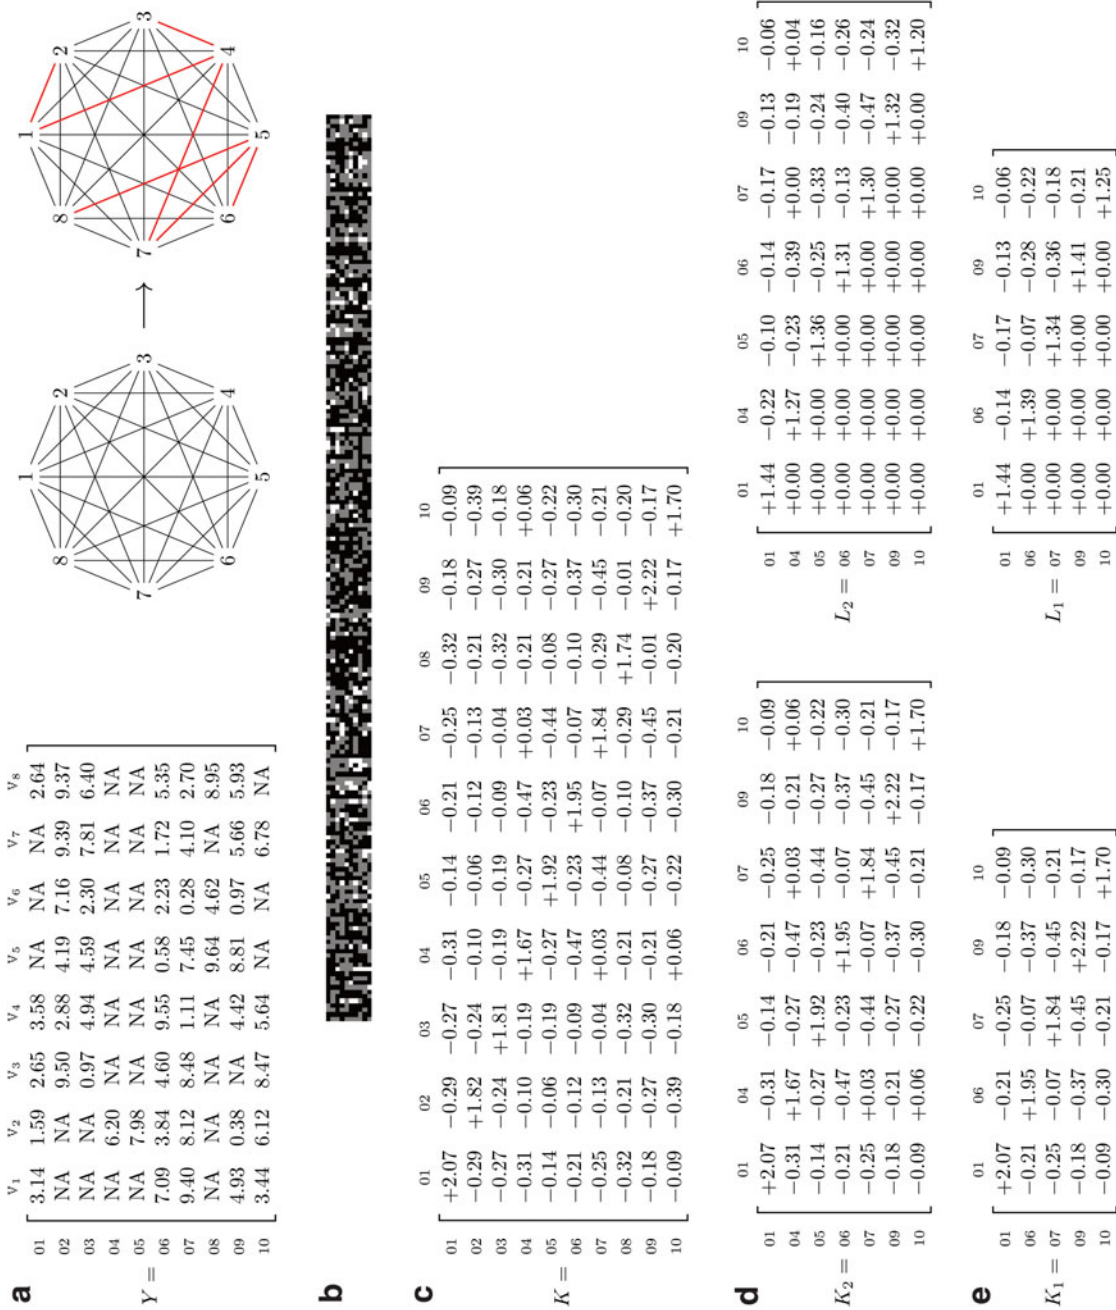 a
v1 v2 v3 v4 v5 v6 v7 v8
01 3.14 1.59 2.65 3.58 NA NA NA 2.64
02 NA NA 9.50 2.88 4.19 7.16 9.39 9.37
03 NA NA 0.97 4.94 4.59 2.30 7.81 6.40
04 NA 6.20 NA NA NA NA NA NA
05 NA 7.98 NA NA NA NA NA NA
Y =
06 7.09 3.84 4.60 9.55 0.58 2.23 1.72 5.35
07 9.40 8.12 8.48 1.11 7.45 0.28 4.10 2.70
08 NA NA NA NA 9.64 4.62 NA 8.95
09 4.93 0.38 NA 4.42 8.81 0.97 5.66 5.93
10 3.44 6.12 8.47 5.64 NA NA 6.78 NA
1
8 2
7 3
6 4
5
1
8 2
7 3
6 4
5
b
c
01 02 03 04 05 06 07 08 09 10
01 +2.07 −0.29 −0.27 −0.31 −0.14 −0.21 −0.25 −0.32 −0.18 −0.09
02 −0.29 +1.82 −0.24 −0.10 −0.06 −0.12 −0.13 −0.21 −0.27 −0.39
03 −0.27 −0.24 +1.81 −0.19 −0.19 −0.09 −0.04 −0.32 −0.30 −0.18
04 −0.31 −0.10 −0.19 +1.67 −0.27 −0.47 +0.03 −0.21 −0.21 +0.06
05 −0.14 −0.06 −0.19 −0.27 +1.92 −0.23 −0.44 −0.08 −0.27 −0.22
K =
06 −0.21 −0.12 −0.09 −0.47 −0.23 +1.95 −0.07 −0.10 −0.37 −0.30
07 −0.25 −0.13 −0.04 +0.03 −0.44 −0.07 +1.84 −0.29 −0.45 −0.21
08 −0.32 −0.21 −0.32 −0.21 −0.08 −0.10 −0.29 +1.74 −0.01 −0.20
09 −0.18 −0.27 −0.30 −0.21 −0.27 −0.37 −0.45 −0.01 +2.22 −0.17
10 −0.09 −0.39 −0.18 +0.06 −0.22 −0.30 −0.21 −0.20 −0.17 +1.70
d
01 04 05 06 07 09 10
01 +2.07 −0.31 −0.14 −0.21 −0.25 −0.18 −0.09
04 −0.31 +1.67 −0.27 −0.47 +0.03 −0.21 +0.06
05 −0.14 −0.27 +1.92 −0.23 −0.44 −0.27 −0.22
K2 = 06 −0.21 −0.47 −0.23 +1.95 −0.07 −0.37 −0.30
07 −0.25 +0.03 −0.44 −0.07 +1.84 −0.45 −0.21
09 −0.18 −0.21 −0.27 −0.37 −0.45 +2.22 −0.17
10 −0.09 +0.06 −0.22 −0.30 −0.21 −0.17 +1.70
01 04 05 06 07 09 10
01 +1.44 −0.22 −0.10 −0.14 −0.17 −0.13 −0.06
04 +0.00 +1.27 −0.23 −0.39 +0.00 −0.19 +0.04
05 +0.00 +0.00 +1.36 −0.25 −0.33 −0.24 −0.16
L2 = 06 +0.00 +0.00 +0.00 +1.31 −0.13 −0.40 −0.26
07 +0.00 +0.00 +0.00 +0.00 +1.30 −0.47 −0.24
09 +0.00 +0.00 +0.00 +0.00 +0.00 +1.32 −0.32
10 +0.00 +0.00 +0.00 +0.00 +0.00 +0.00 +1.20
e
01 06 07 09 10
01 +2.07 −0.21 −0.25 −0.18 −0.09
06 −0.21 +1.95 −0.07 −0.37 −0.30
K1 = 07 −0.25 −0.07 +1.84 −0.45 −0.21
09 −0.18 −0.37 −0.45 +2.22 −0.17
10 −0.09 −0.30 −0.21 −0.17 +1.70
01 06 07 09 10
01 +1.44 −0.14 −0.17 −0.13 −0.06
06 +0.00 +1.39 −0.07 −0.28 −0.22
L1 = 07 +0.00 +0.00 +1.34 −0.36 −0.18
09 +0.00 +0.00 +0.00 +1.41 −0.21
10 +0.00 +0.00 +0.00 +0.00 +1.25